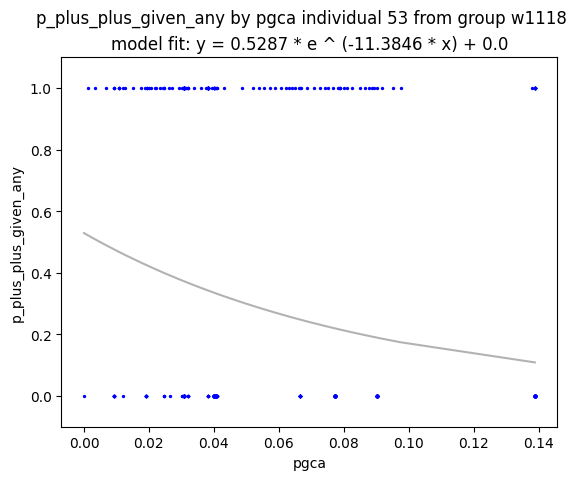 p_plus_plus_given_any by pgca individual 53 from group w1118
model fit: y = 0.5287 * e ^ (-11.3846 * x) + 0.0
p_plus_plus_given_any
1.0
0.8
0.6
0.4
0.2
0.0
0.00 0.02 0.04 0.06 0.08 0.10 0.12 0.14
pgca